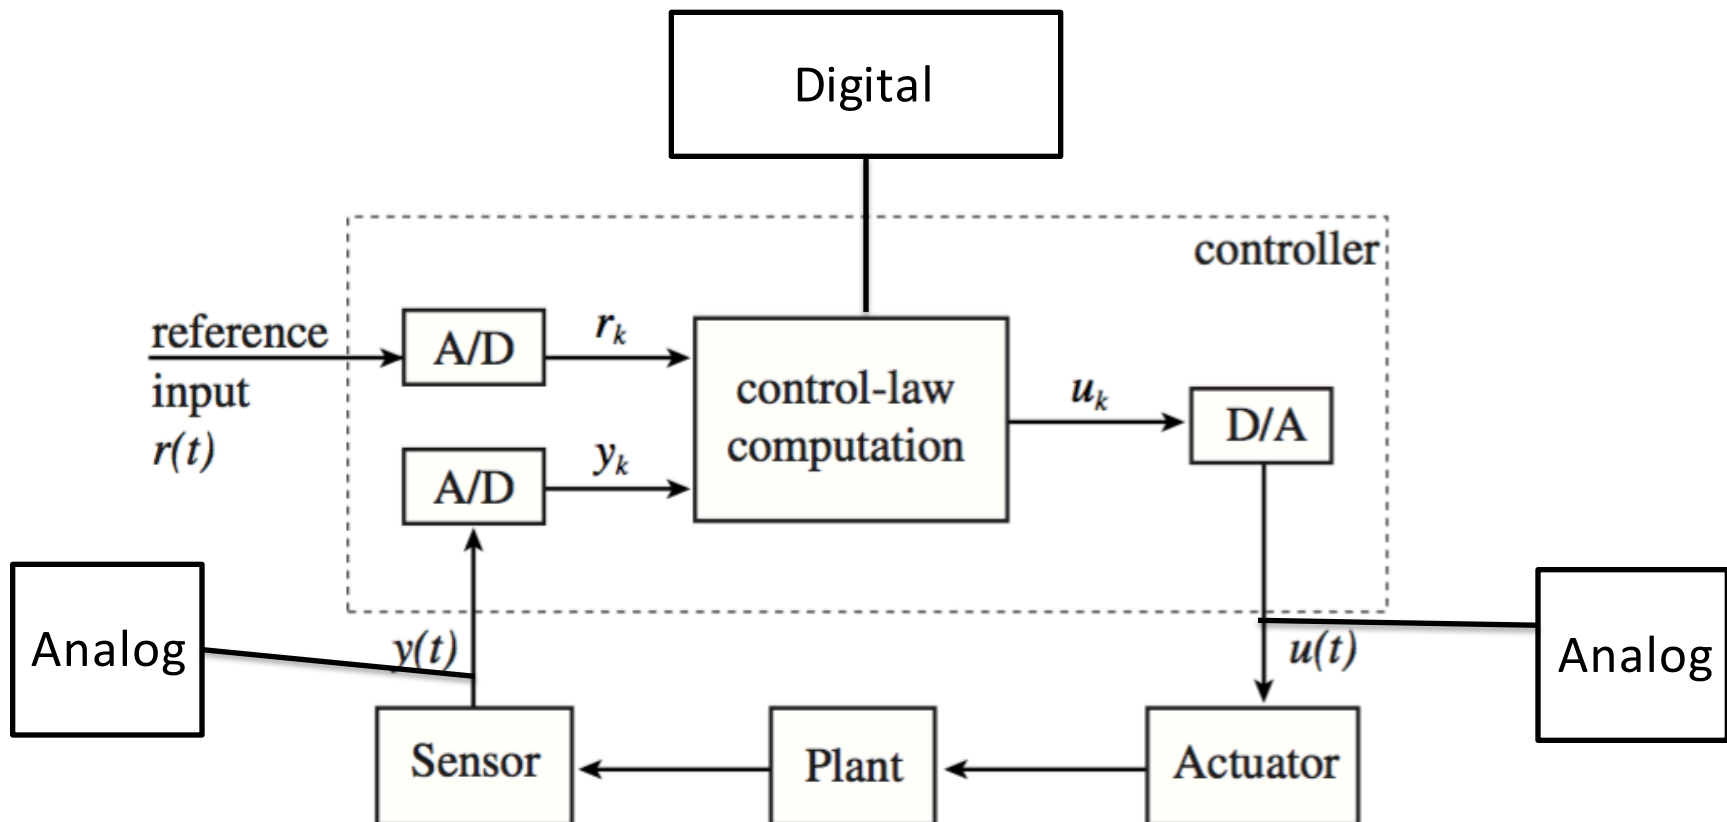 Digital
controller
reference
input
r(t)
A/D
r_k
A/D
y_k
control-law
computation
u_k
D/A
Analog
y(t)
u(t)
Analog
Sensor
Plant
Actuator